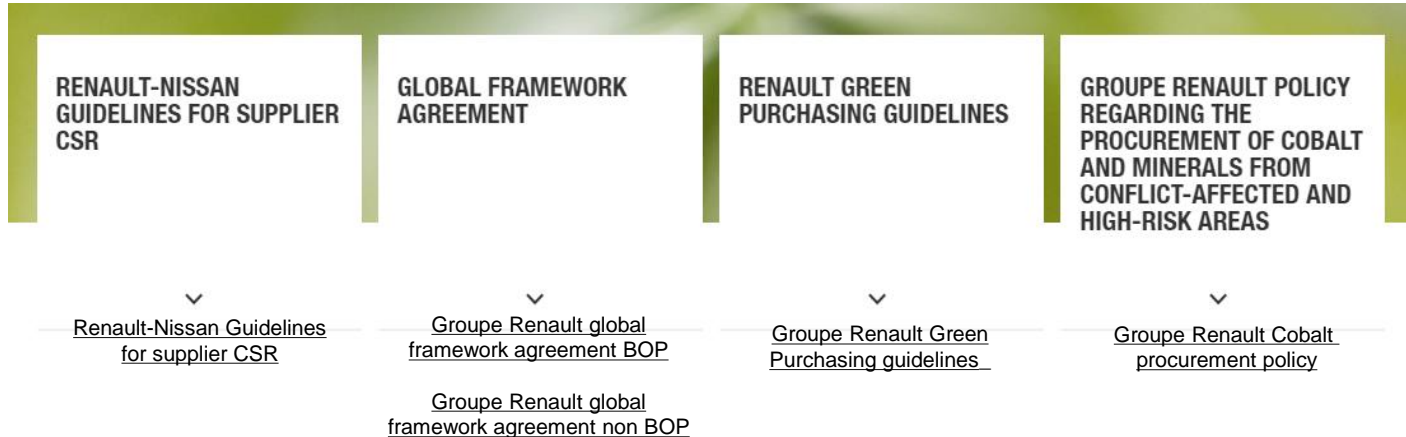 RENAULT-NISSAN
GUIDELINES FOR SUPPLIER
CSR
GLOBAL FRAMEWORK
AGREEMENT
RENAULT GREEN
PURCHASING GUIDELINES
GROUPE RENAULT POLICY
REGARDING THE
PROCUREMENT OF COBALT
AND MINERALS FROM
CONFLICT-AFFECTED AND
HIGH-RISK AREAS
Renault-Nissan Guidelines
for supplier CSR
Groupe Renault global
framework agreement BOP
Groupe Renault global
framework agreement non BOP
Groupe Renault Green
Purchasing guidelines
Groupe Renault Cobalt
procurement policy